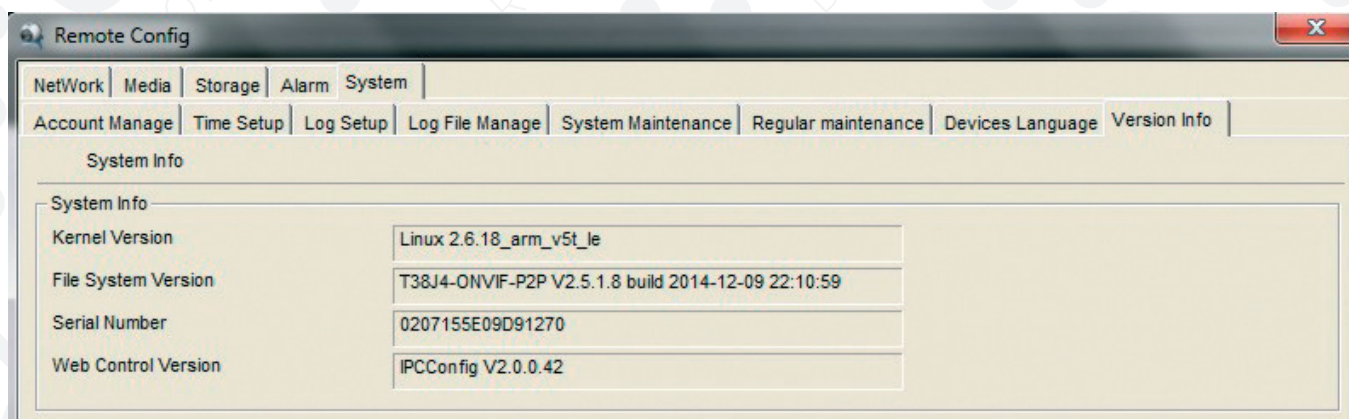 Remote Config
NetWork Media Storage Alarm System
Account Manage Time Setup Log Setup Log File Manage System Maintenance Regular maintenance Devices Language Version Info
System Info
System Info
Kernel Version Linux 2.6.18_arm_v5t_le
File System Version T38J4-ONVIF-P2P V2.5.1.8 build 2014-12-09 22:10:59
Serial Number 0207155E09D91270
Web Control Version IPCConfig V2.0.0.42